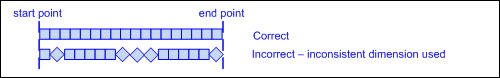 start point end point
Correct
Incorrect – inconsistent dimension used